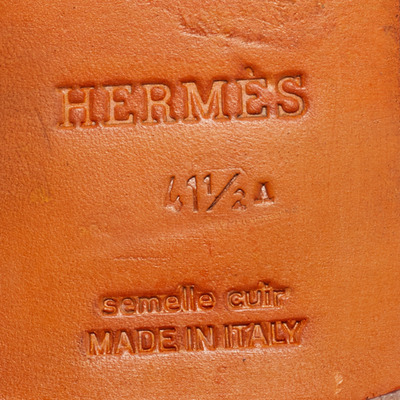 HERMÈS
41½ A
semelle cuir
MADE IN ITALY